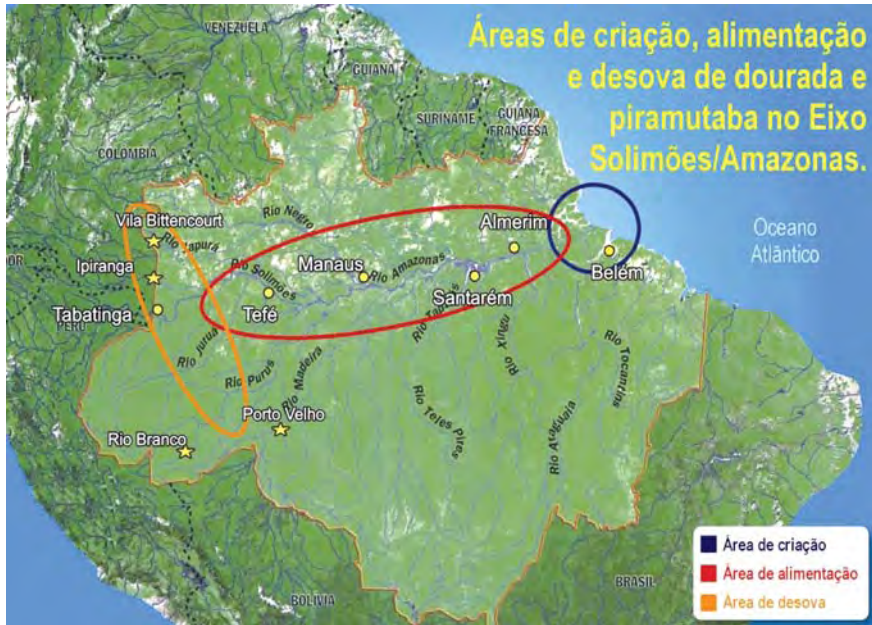 Áreas de criação, alimentação
e desova de dourada e
piramutaba no Eixo
Solimões/Amazonas.
VENEZUELA
GUIANA
SURINAME
GUIANA
FRANCESA
COLOMBIA
Vila Bittencourt
Rio Negro
Almerim
Oceano
Atlântico
Rio Japurá
Ipiranga
Manaus
Rio Amazonas
Belém
Rio Solimões
Santarém
Tabatinga
Tefé
PERU
Rio Juruá
Rio Tapajós
Rio Xingu
Rio Tocantins
Rio Purus
Rio Madeira
Rio Teles
Pires
Porto Velho
Rio Araguaia
Rio Branco
BOLÍVIA
BRASIL
Área de criação
Área de alimentação
Área de desova